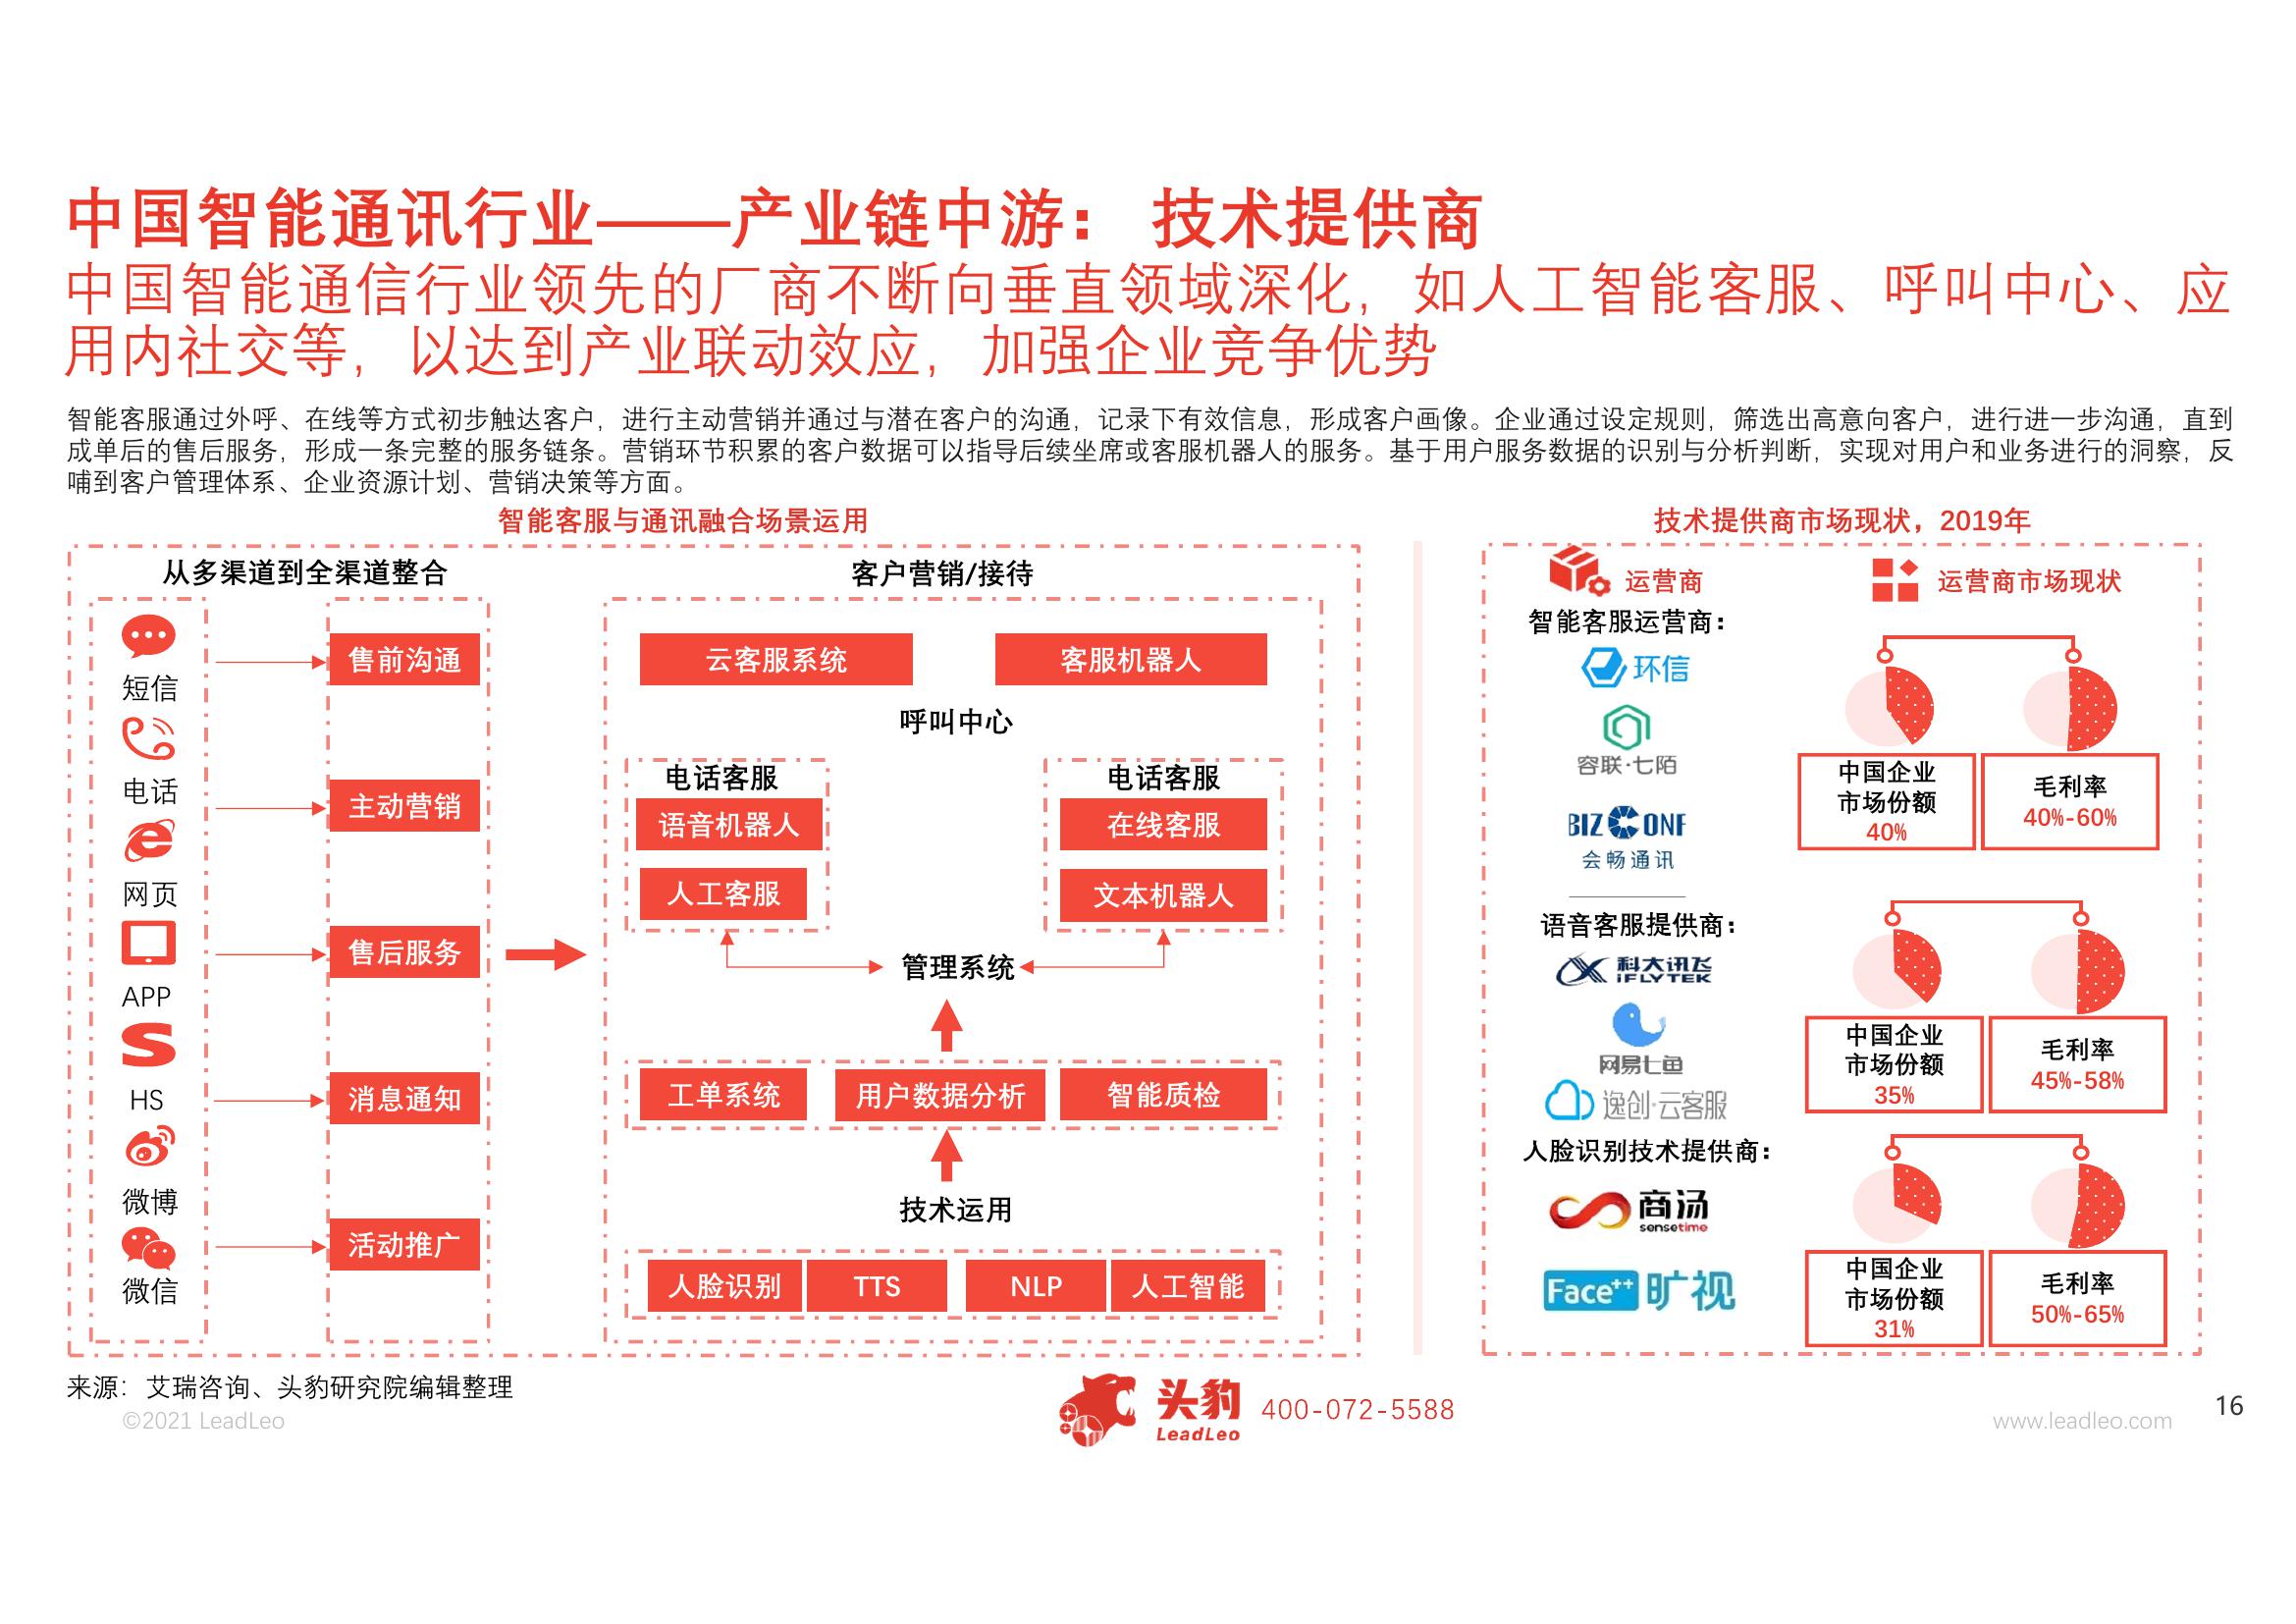 中国智能通讯行业——产业链中游： 技术提供商
中国智能通信行业领先的厂商不断向垂直领域深化，如人工智能客服、呼叫中心、应
用内社交等，以达到产业联动效应，加强企业竞争优势
智能客服通过外呼、在线等方式初步触达客户，进行主动营销并通过与潜在客户的沟通，记录下有效信息，形成客户画像。企业通过设定规则，筛选出高意向客户，进行进一步沟通，直到
成单后的售后服务，形成一条完整的服务链条。营销环节积累的客户数据可以指导后续坐席或客服机器人的服务。基于用户服务数据的识别与分析判断，实现对用户和业务进行的洞察，反
哺到客户管理体系、企业资源计划、营销决策等方面。
智能客服与通讯融合场景运用
从多渠道到全渠道整合
短信
电话
网页
APP
HS
微博
微信
售前沟通
主动营销
售后服务
消息通知
活动推广
客户营销/接待
云客服系统
客服机器人
呼叫中心
电话客服
语音机器人
人工客服
电话客服
在线客服
文本机器人
管理系统
工单系统
用户数据分析
智能质检
技术运用
人脸识别
TTS
NLP
人工智能
技术提供商市场现状，2019年
运营商
运营商市场现状
智能客服运营商：
环信
容联·七陌
BIZCONF
会畅通讯
中国企业
市场份额
40%
毛利率
40%-60%
语音客服提供商：
科大讯飞
iFLYTEK
网易七鱼
逸创·云客服
中国企业
市场份额
35%
毛利率
45%-58%
人脸识别技术提供商：
商汤
sensetime
Face++ 旷视
中国企业
市场份额
31%
毛利率
50%-65%
来源：艾瑞咨询、头豹研究院编辑整理
©2021 LeadLeo
头豹
LeadLeo
400-072-5588
www.leadleo.com
16